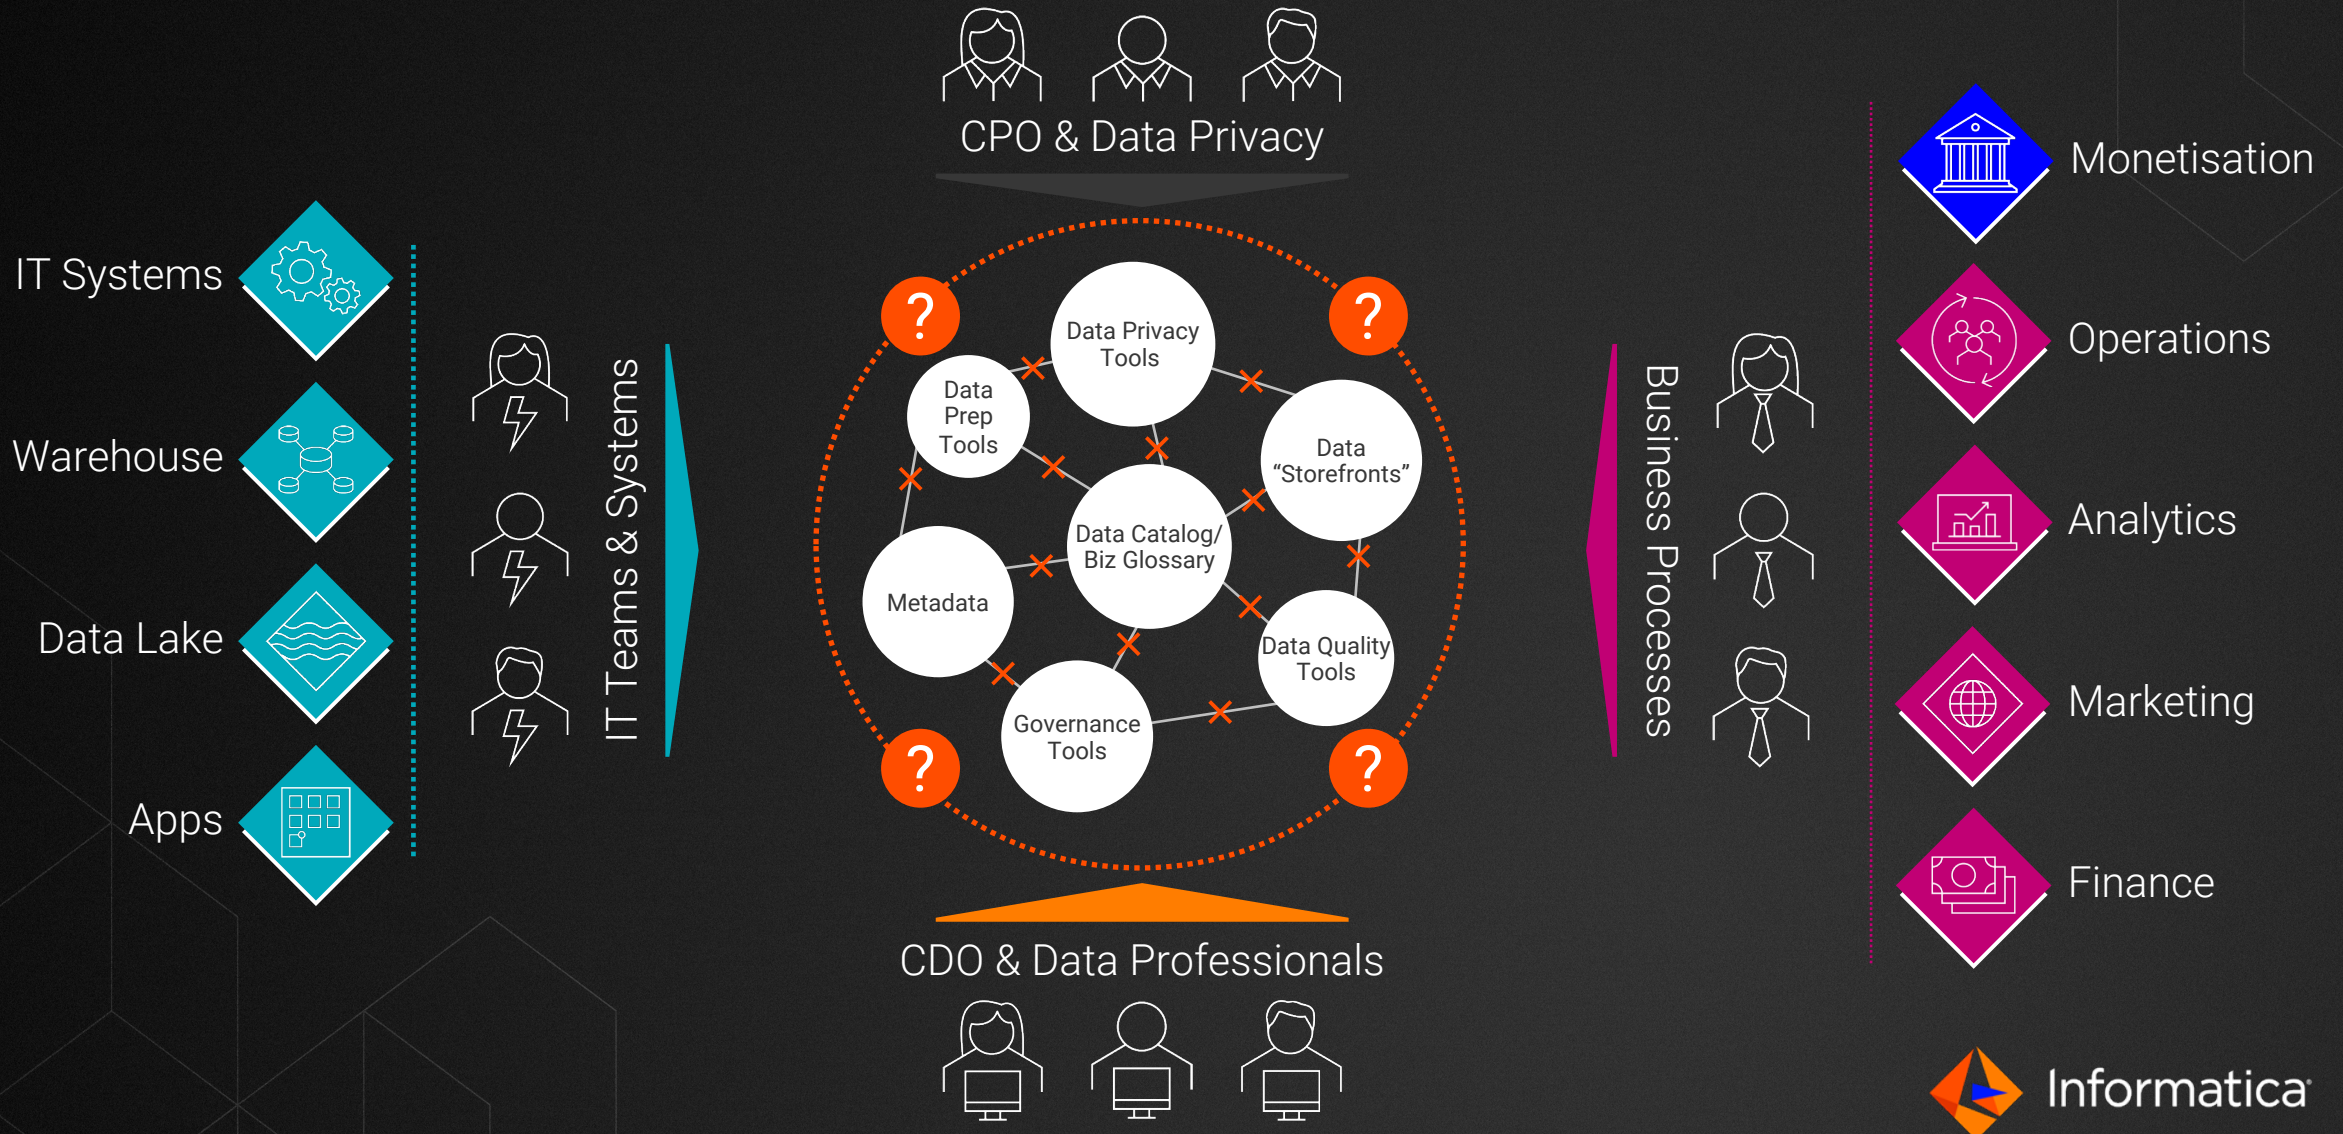 CPO & Data Privacy
IT Systems
Warehouse
Data Lake
Apps
IT Teams & Systems
?
?
Data Privacy
Tools
Data
Prep
Tools
Data
“Storefronts”
Data Catalog/
Biz Glossary
Metadata
Data Quality
Tools
Governance
Tools
?
?
Business Processes
Monetisation
Operations
Analytics
Marketing
Finance
CDO & Data Professionals
Informatica